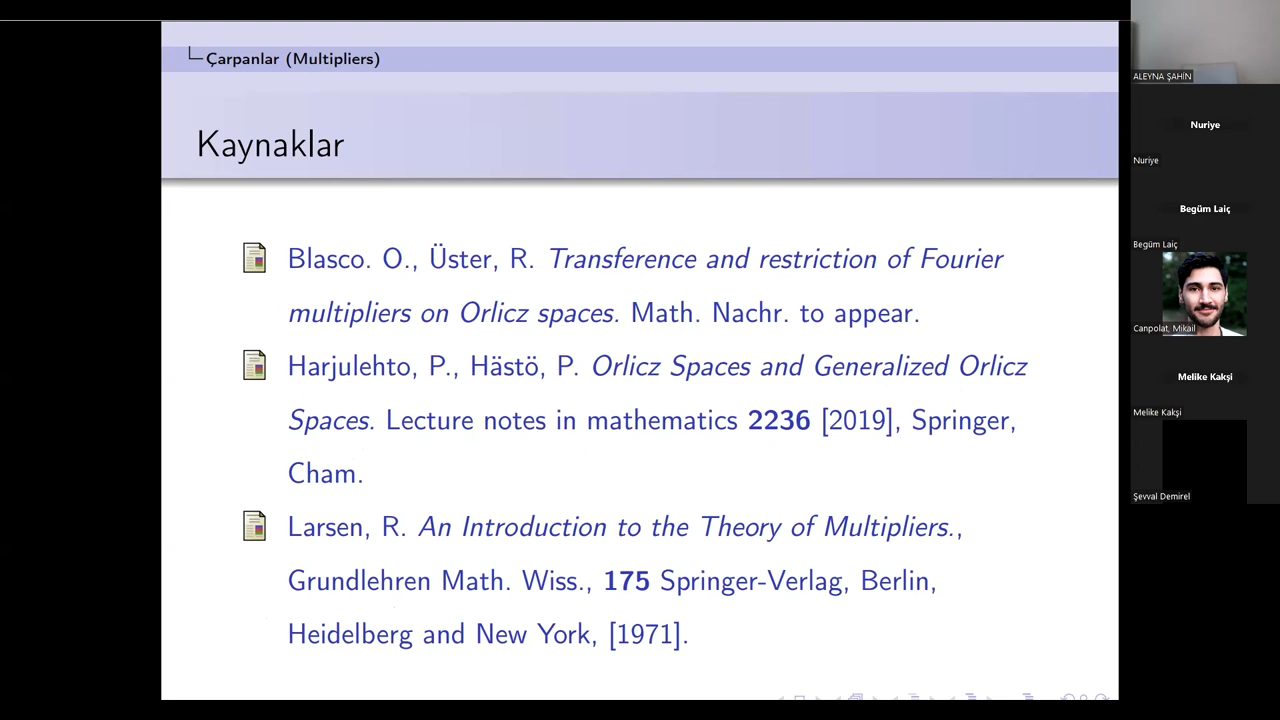 Çarpanlar (Multipliers)
Kaynaklar
Blasco. O., Üster, R. Transference and restriction of Fourier
multipliers on Orlicz spaces. Math. Nachr. to appear.
Harjulehto, P., Hästö, P. Orlicz Spaces and Generalized Orlicz
Spaces. Lecture notes in mathematics 2236 [2019], Springer,
Cham.
Larsen, R. An Introduction to the Theory of Multipliers.,
Grundlehren Math. Wiss., 175 Springer-Verlag, Berlin,
Heidelberg and New York, [1971].
ALEYNA ŞAHİN
Nuriye
Nuriye
Begüm Laiç
Begüm Laiç
Canpolat, Mikail
Melike Kakşi
Melike Kakşi
Şevval Demirel